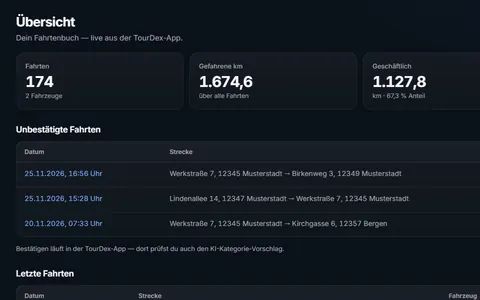 Übersicht
Dein Fahrtenbuch — live aus der TourDex-App.
Fahrten
174
2 Fahrzeuge
Gefahrene km
1.674,6
über alle Fahrten
Geschäftlich
1.127,8
km · 67,3 % Anteil
Unbestätigte Fahrten
Datum Strecke
25.11.2026, 16:56 Uhr Werkstraße 7, 12345 Musterstadt → Birkenweg 3, 12349 Musterstadt
25.11.2026, 15:28 Uhr Lindenallee 14, 12347 Musterstadt → Werkstraße 7, 12345 Musterstadt
20.11.2026, 07:33 Uhr Werkstraße 7, 12345 Musterstadt → Kirchgasse 6, 12357 Bergen
Bestätigen läuft in der TourDex-App — dort prüfst du auch den KI-Kategorie-Vorschlag.
Letzte Fahrten
Datum Strecke Fahrzeug